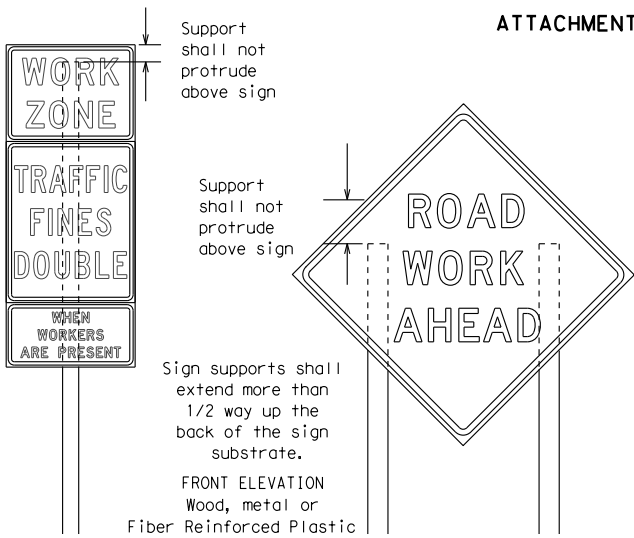 ATTACHMENT
Support
shall not
protrude
above sign
WORK
ZONE
TRAFFIC
FINES
DOUBLE
WHEN
WORKERS
ARE PRESENT
Support
shall not
protrude
above sign
ROAD
WORK
AHEAD
Sign supports shall
extend more than
1/2 way up the
back of the sign
substrate.
FRONT ELEVATION
Wood, metal or
Fiber Reinforced Plastic